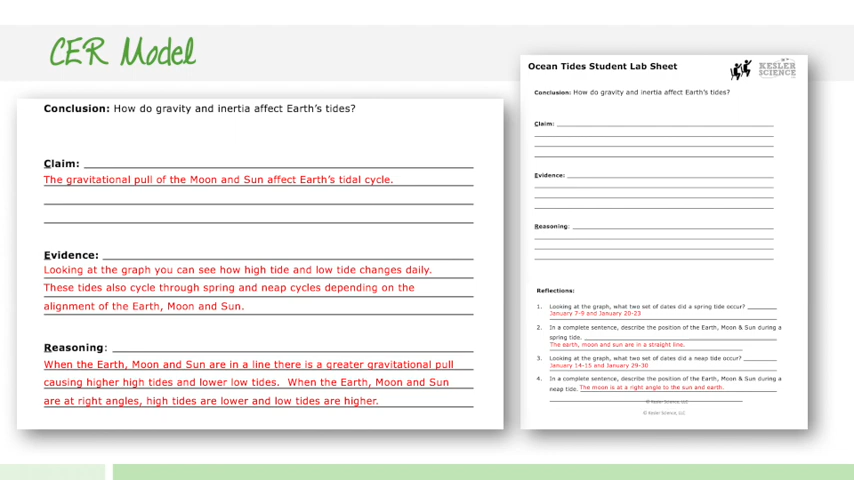 CER Model
Conclusion: How do gravity and inertia affect Earth's tides?
Claim:
The gravitational pull of the Moon and Sun affect Earth's tidal cycle.
Evidence:
Looking at the graph you can see how high tide and low tide changes daily.
These tides also cycle through spring and neap cycles depending on the
alignment of the Earth, Moon and Sun.
Reasoning:
When the Earth, Moon and Sun are in a line there is a greater gravitational pull
causing higher high tides and lower low tides. When the Earth, Moon and Sun
are at right angles, high tides are lower and low tides are higher.
Ocean Tides Student Lab Sheet
KESLER
SCIENCE
Conclusion: How do gravity and inertia affect Earth's tides?
Claim:
Evidence:
Reasoning:
Reflections:
1. Looking at the graph, what two set of dates did a spring tide occur?
January 7-9 and January 20-23
2. In a complete sentence, describe the position of the Earth, Moon & Sun during a
spring tide.
The earth, moon and sun are in a straight line.
3. Looking at the graph, what two set of dates did a neap tide occur?
January 14-15 and January 29-30
4. In a complete sentence, describe the position of the Earth, Moon & Sun during a
neap tide. The moon is at a right angle to the sun and earth.
© Kesler Science, LLC
© Kesler Science, LLC